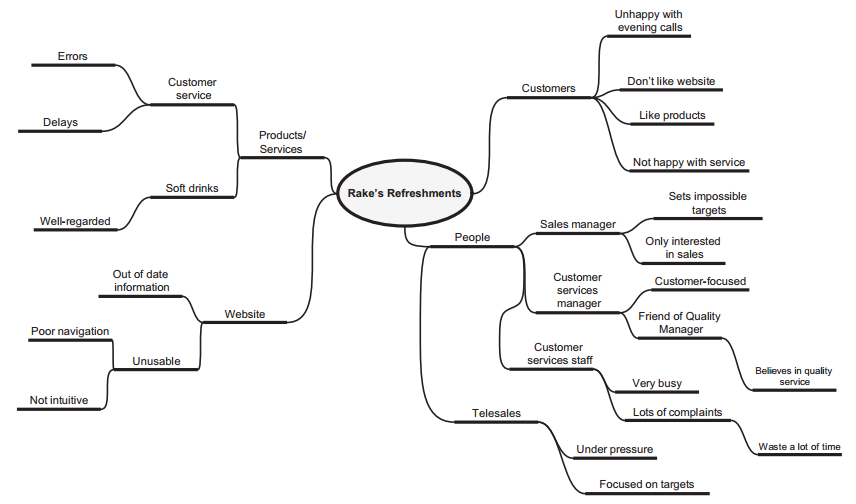 Unhappy with
evening calls
Errors
Customer
service
Don't like website
Customers
Like products
Delays
Products/
Services
Not happy with service
Soft drinks
Rake's Refreshments
Sets impossible
targets
Well-regarded
Sales manager
People
Only interested
in sales
Out of date
information
Customer
services
manager
Customer-focused
Website
Friend of Quality
Manager
Poor navigation
Unusable
Customer
services staff
Believes in quality
service
Very busy
Not intuitive
Telesales
Lots of complaints
Waste a lot of time
Under pressure
Focused on targets